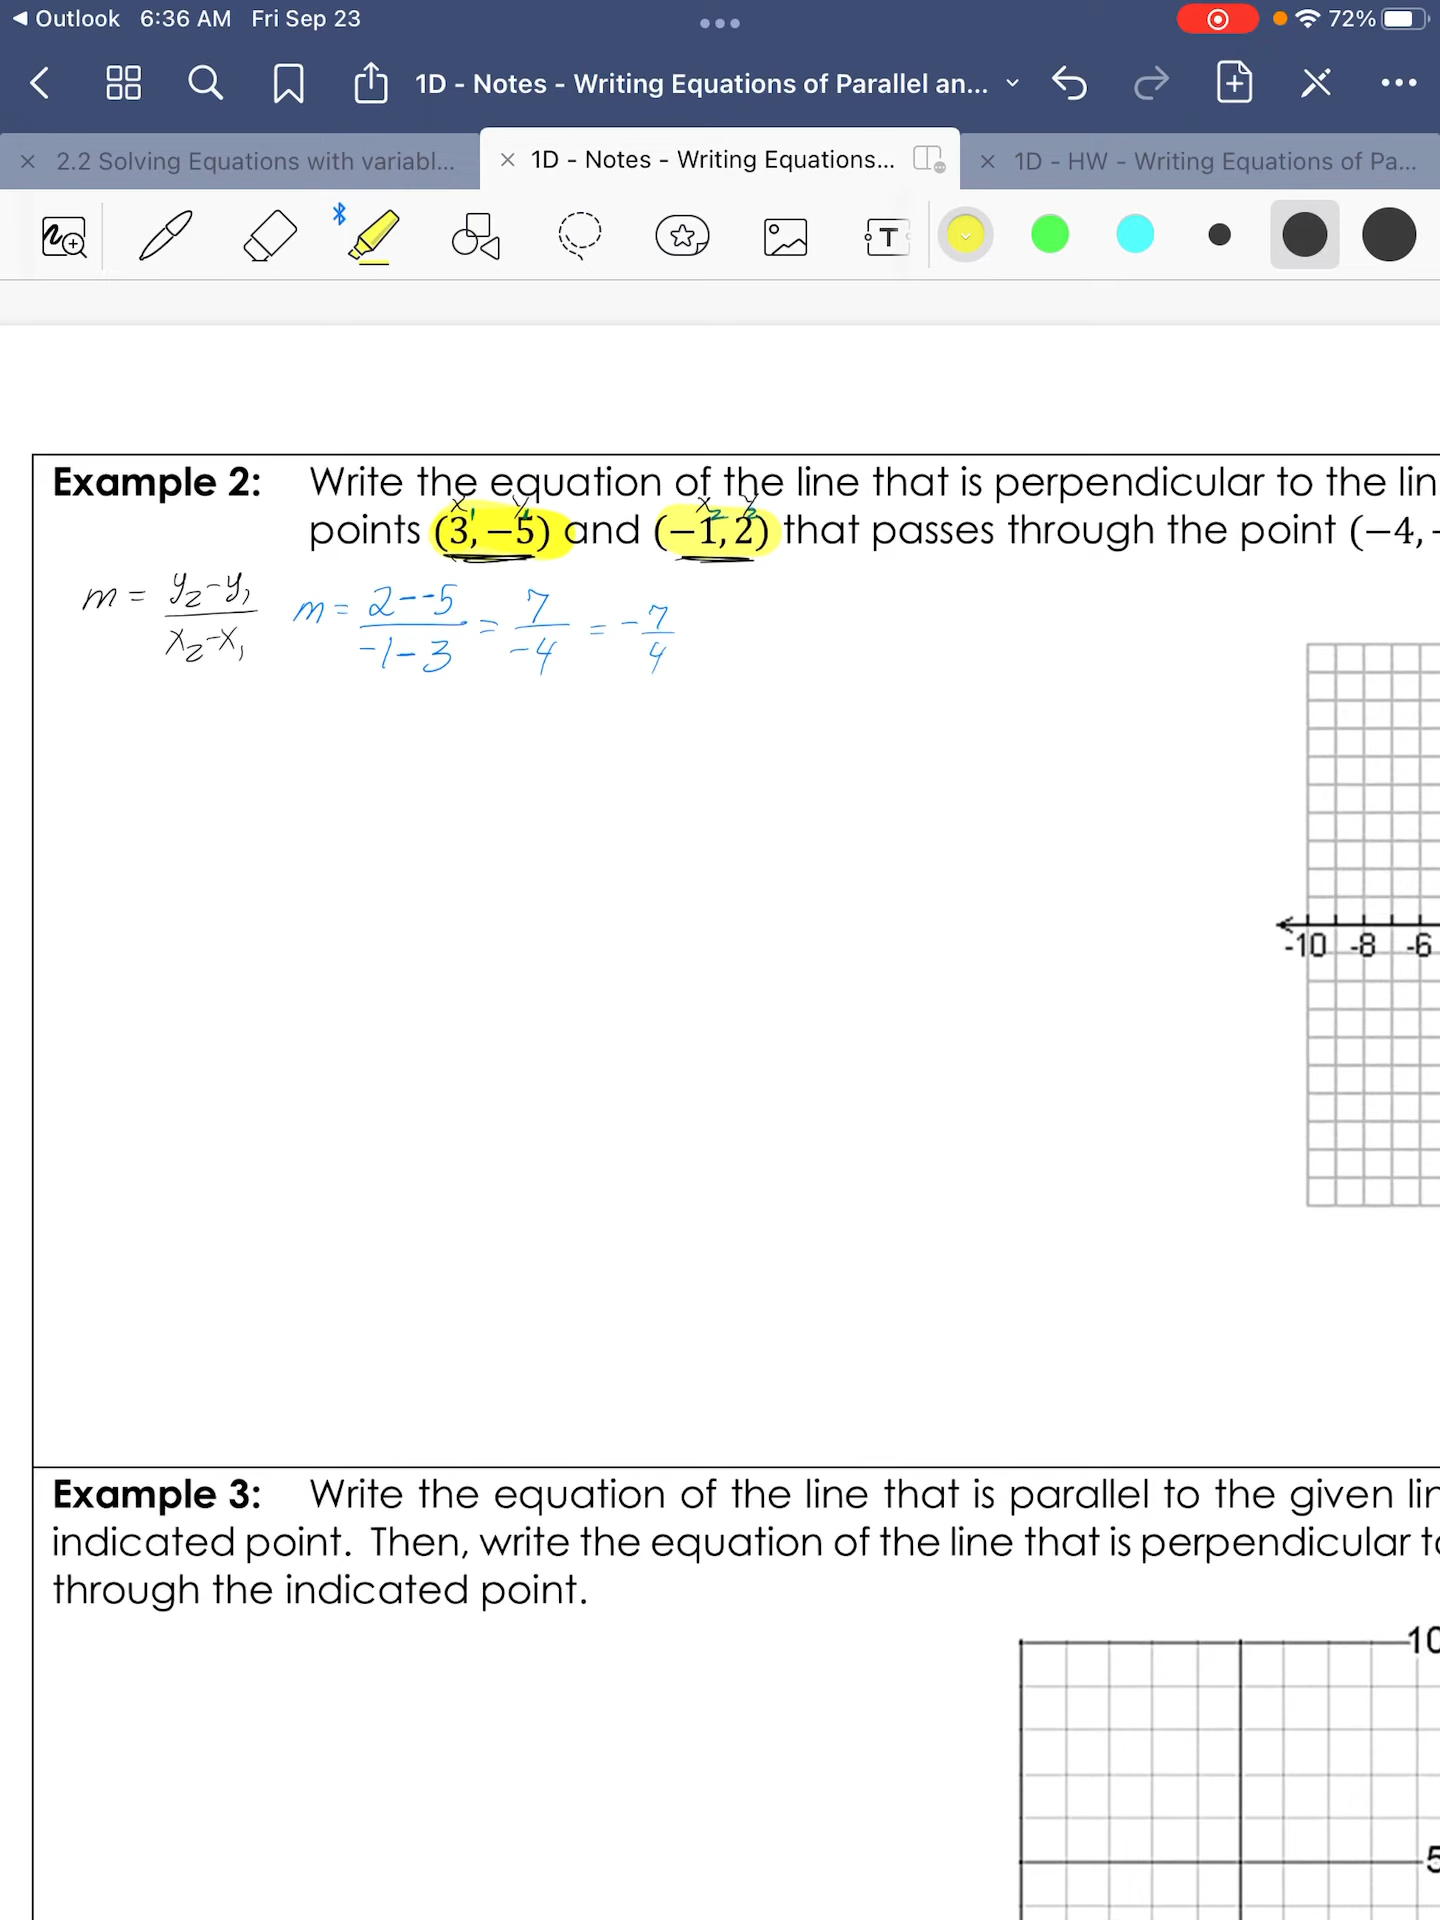 Outlook 6:36 AM Fri Sep 23 72%
1D - Notes - Writing Equations of Parallel an...
2.2 Solving Equations with variabl...
1D - Notes - Writing Equations...
1D - HW - Writing Equations of Pa...
T
Example 2: Write the equation of the line that is perpendicular to the lin
x y x y
1 1 2 2
points (3, −5) and (−1, 2) that passes through the point (−4, -
m = y₂-y₁ / x₂-x₁ m = 2--5 / -1-3 = 7 / -4 = - 7 / 4
-10 -8 -6
Example 3: Write the equation of the line that is parallel to the given lin
indicated point. Then, write the equation of the line that is perpendicular to
through the indicated point.
10
5